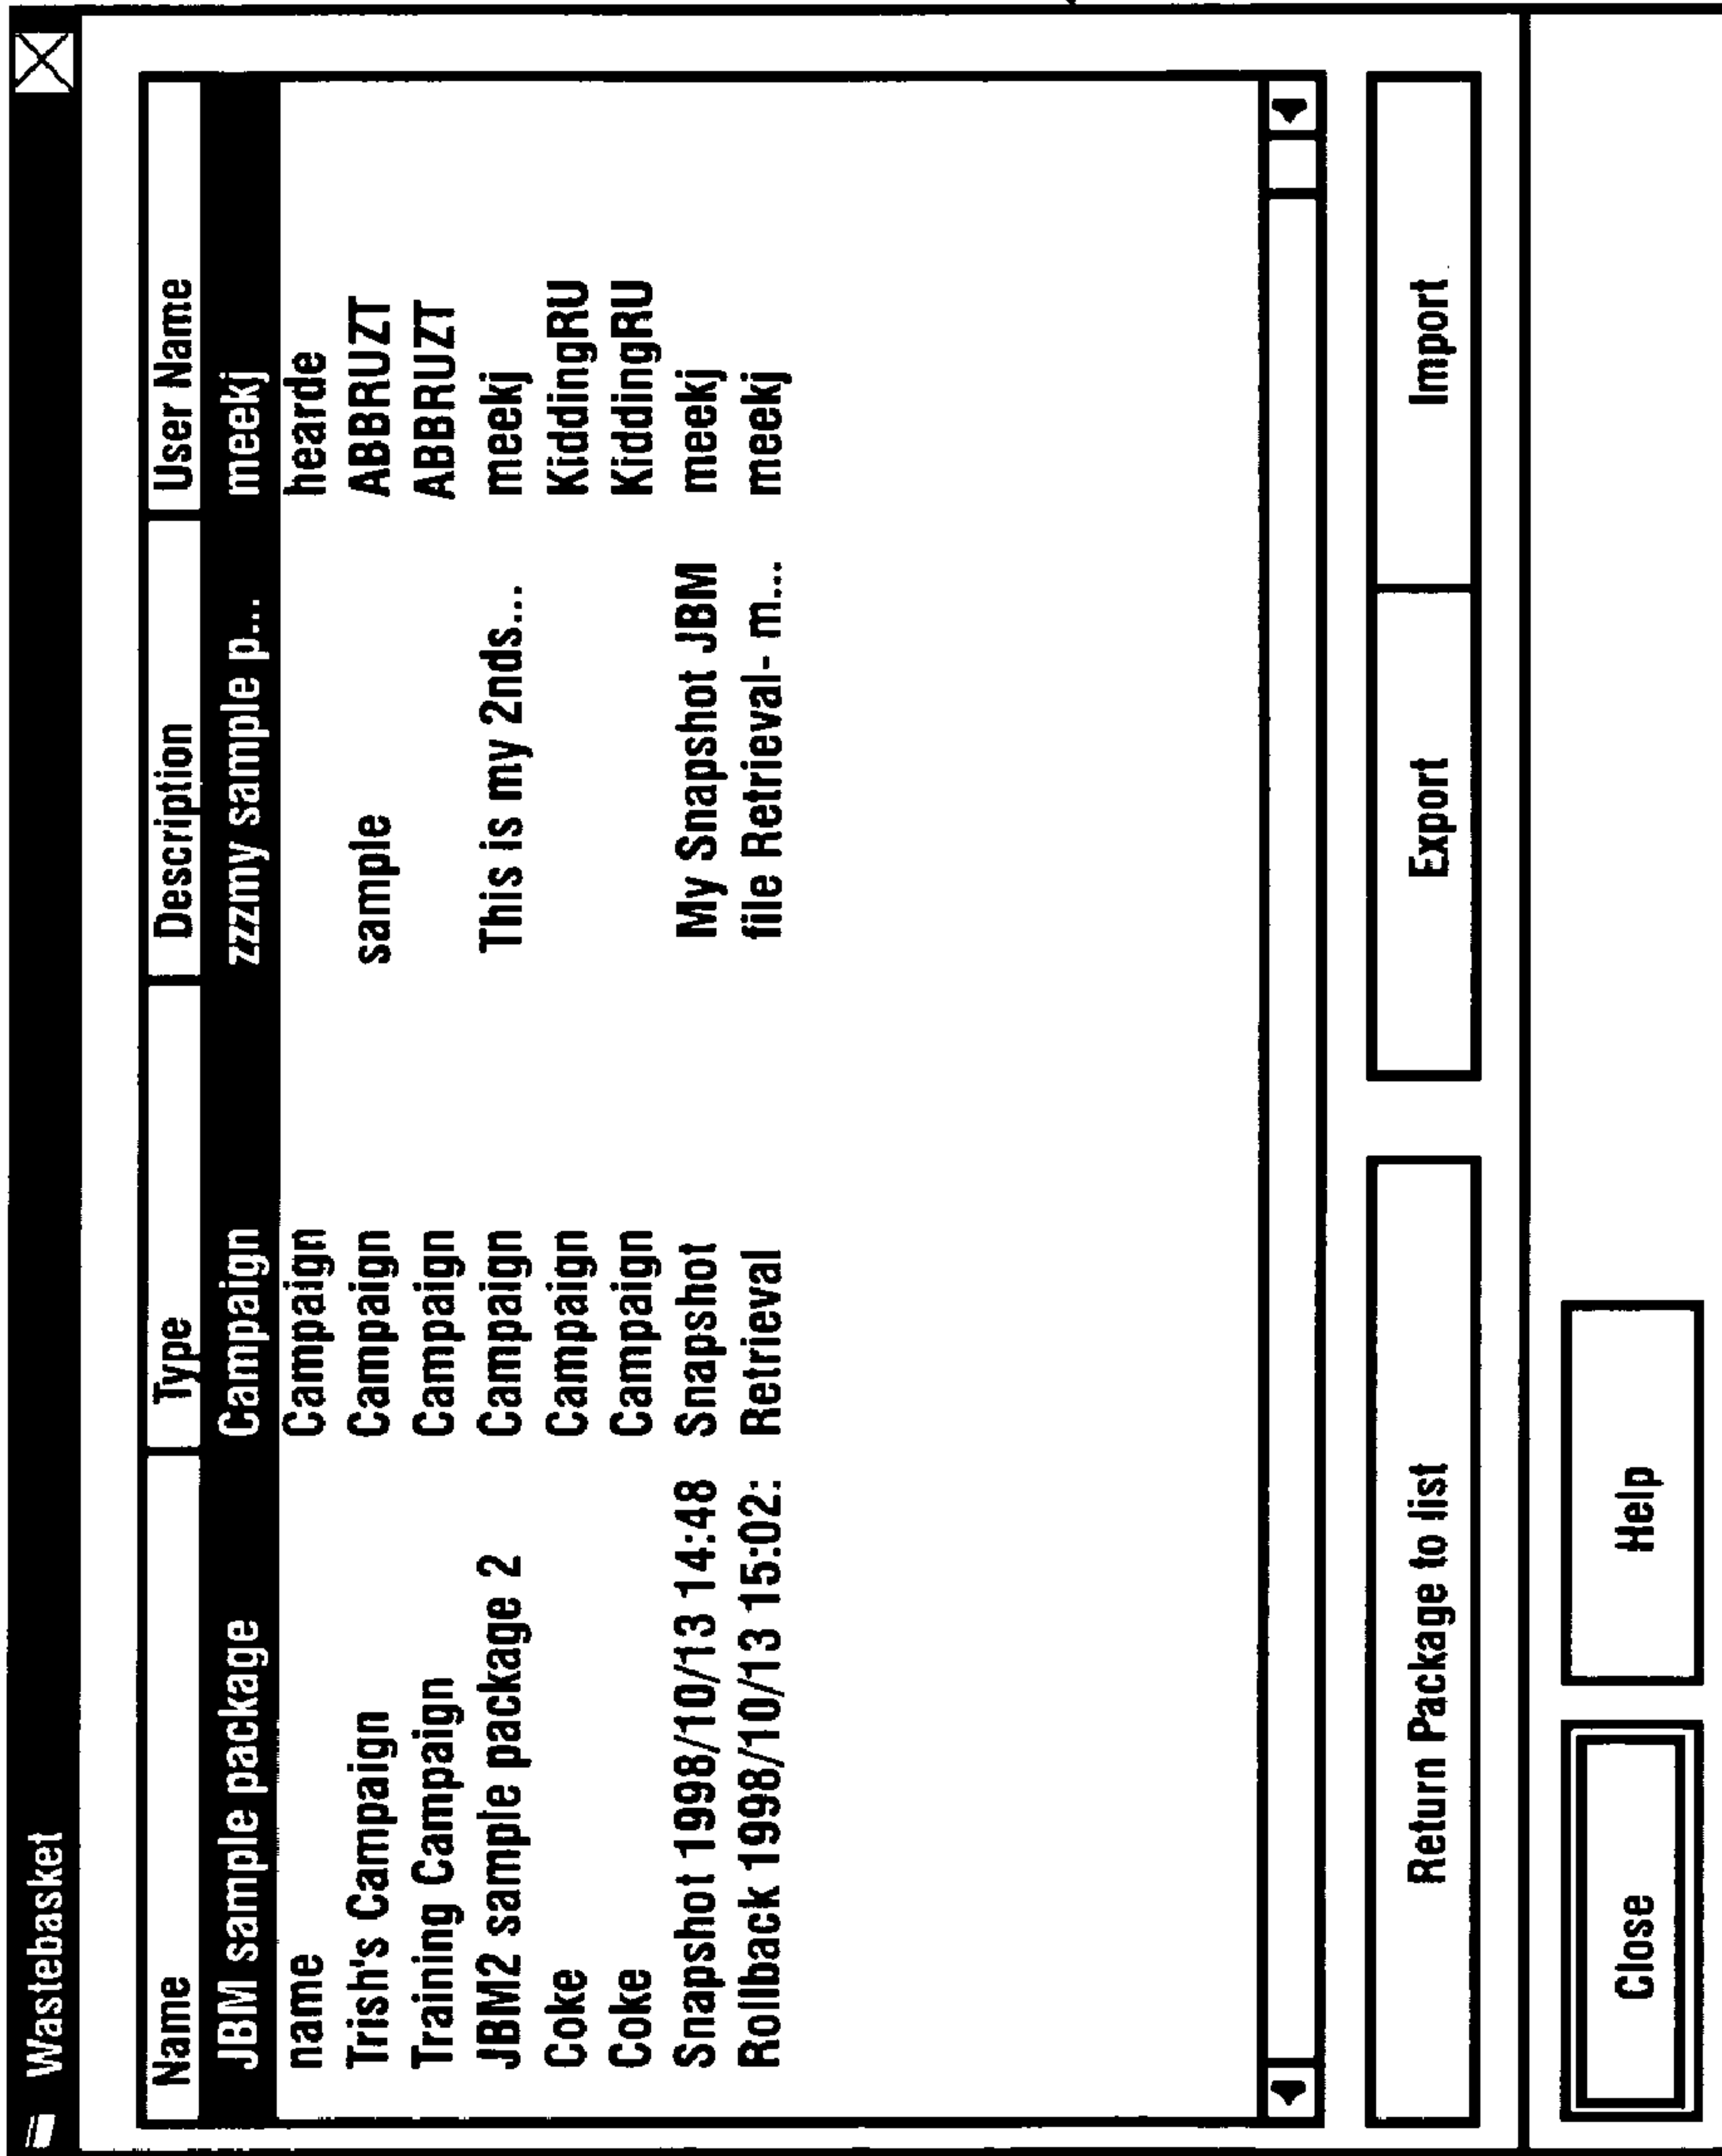 Wastebasket
Name Type Description User Name
JBM sample package Campaign zzzmy sample p... meekj
name Campaign hearde
Trish's Campaign Campaign sample ABBRUZT
Training Campaign Campaign ABBRUZT
JBM2 sample package 2 Campaign This is my 2nds... meekj
Coke Campaign KiddingRU
Coke Campaign KiddingRU
Snapshot 1998/10/13 14:48 Snapshot My Snapshot JBM meekj
Rollback 1998/10/13 15:02: Retrieval file Retrieval- m... meekj
Return Package to list Export Import
Close Help